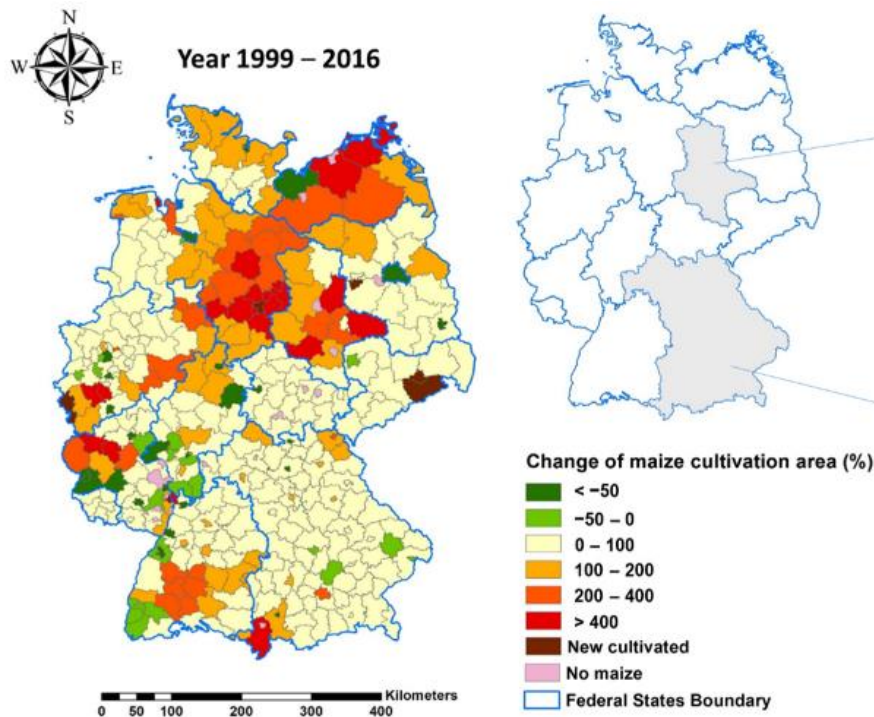 N
W E
S
Year 1999 – 2016
Change of maize cultivation area (%)
< −50
−50 – 0
0 – 100
100 – 200
200 – 400
> 400
New cultivated
No maize
Federal States Boundary
Kilometers
0 50 100 200 300 400